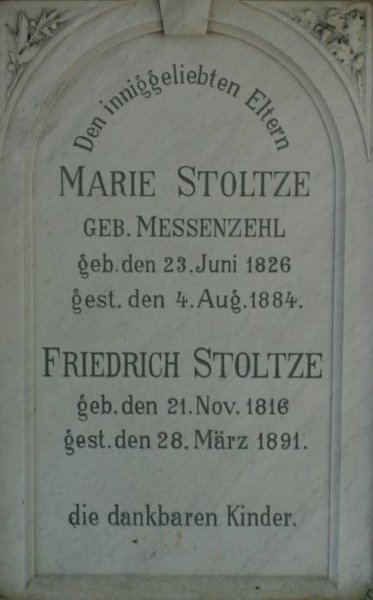 Den inniggeliebten Eltern
MARIE STOLTZE
GEB. MESSENZEHL
geb. den 23. Juni 1826
gest. den 4. Aug. 1884.
FRIEDRICH STOLTZE
geb. den 21. Nov. 1816
gest. den 28. März 1891.
die dankbaren Kinder.